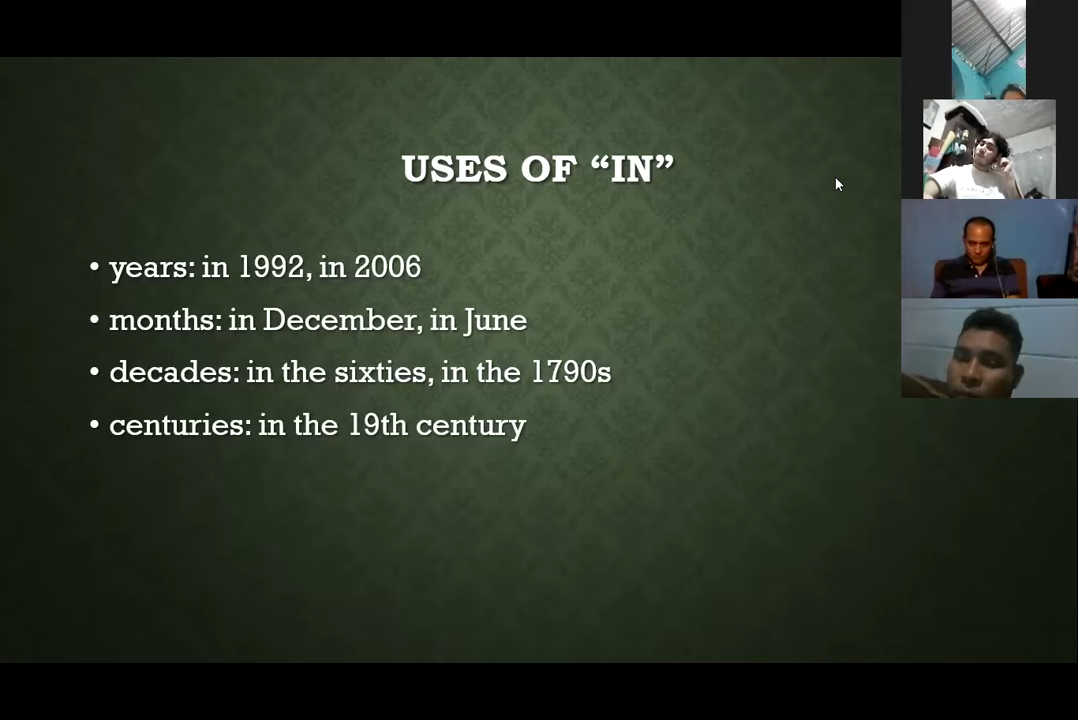 USES OF “IN”
• years: in 1992, in 2006
• months: in December, in June
• decades: in the sixties, in the 1790s
• centuries: in the 19th century